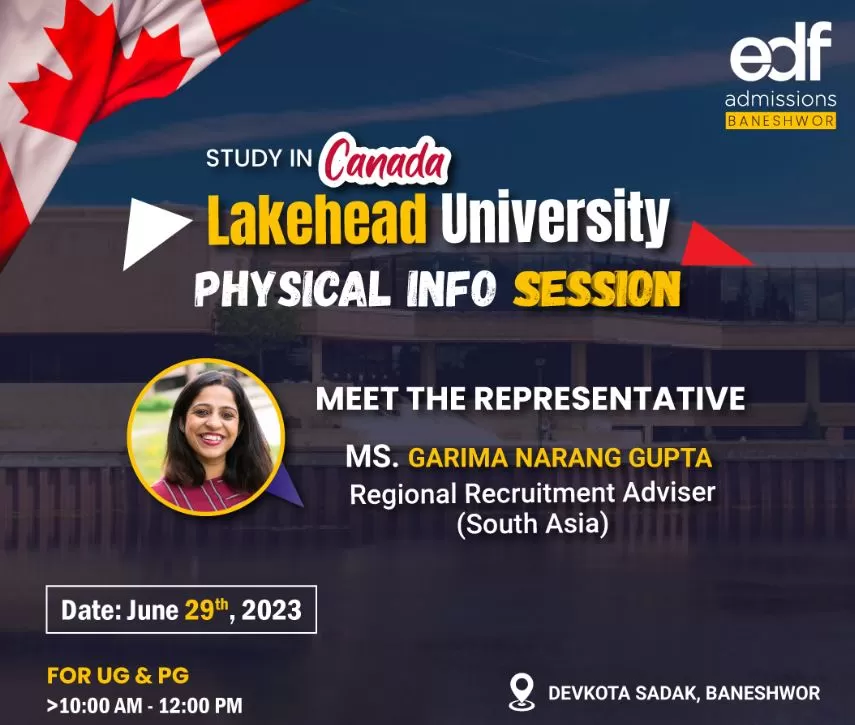 edf
admissions
BANESHWOR
STUDY IN Canada
Lakehead University
PHYSICAL INFO SESSION
MEET THE REPRESENTATIVE
MS. GARIMA NARANG GUPTA
Regional Recruitment Adviser
(South Asia)
Date: June 29th, 2023
FOR UG & PG
>10:00 AM - 12:00 PM
DEVKOTA SADAK, BANESHWOR